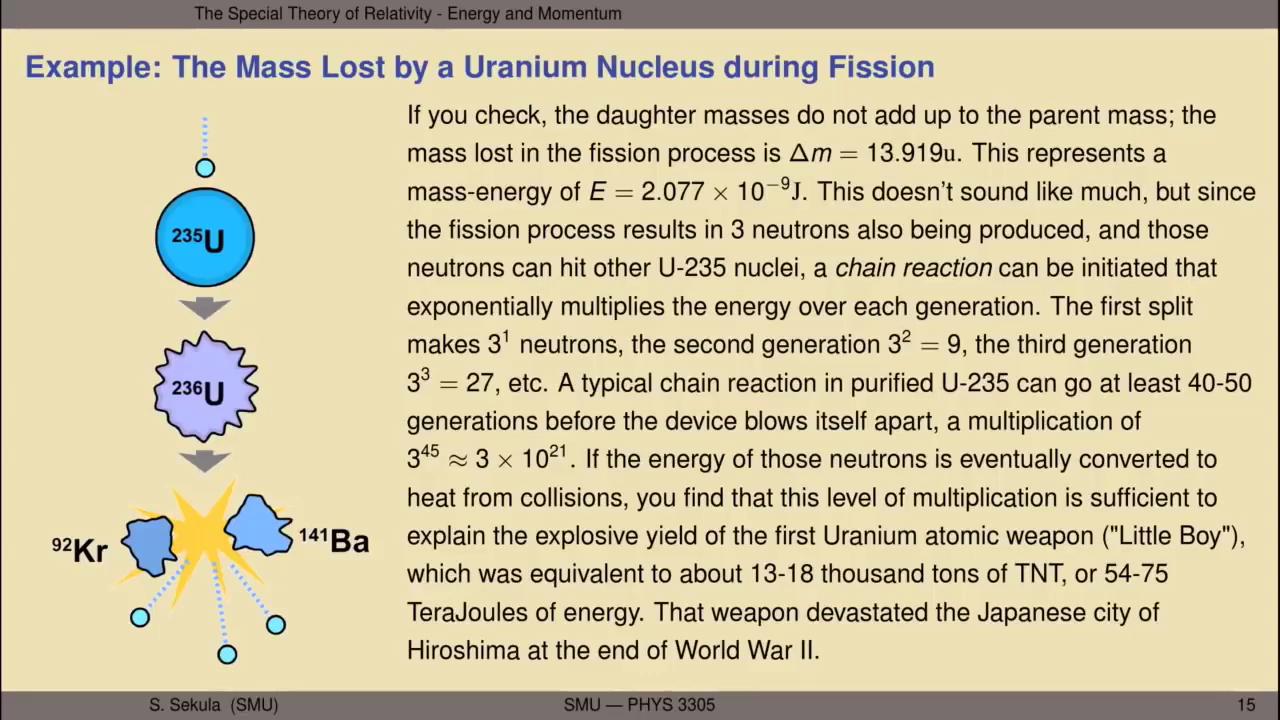 The Special Theory of Relativity - Energy and Momentum
Example: The Mass Lost by a Uranium Nucleus during Fission
²³⁵U
²³⁶U
⁹²Kr
¹⁴¹Ba
If you check, the daughter masses do not add up to the parent mass; the
mass lost in the fission process is Δm = 13.919u. This represents a
mass-energy of E = 2.077 × 10⁻⁹J. This doesn't sound like much, but since
the fission process results in 3 neutrons also being produced, and those
neutrons can hit other U-235 nuclei, a chain reaction can be initiated that
exponentially multiplies the energy over each generation. The first split
makes 3¹ neutrons, the second generation 3² = 9, the third generation
3³ = 27, etc. A typical chain reaction in purified U-235 can go at least 40-50
generations before the device blows itself apart, a multiplication of
3⁴⁵ ≈ 3 × 10²¹. If the energy of those neutrons is eventually converted to
heat from collisions, you find that this level of multiplication is sufficient to
explain the explosive yield of the first Uranium atomic weapon ("Little Boy"),
which was equivalent to about 13-18 thousand tons of TNT, or 54-75
TeraJoules of energy. That weapon devastated the Japanese city of
Hiroshima at the end of World War II.
S. Sekula (SMU)
SMU — PHYS 3305
15